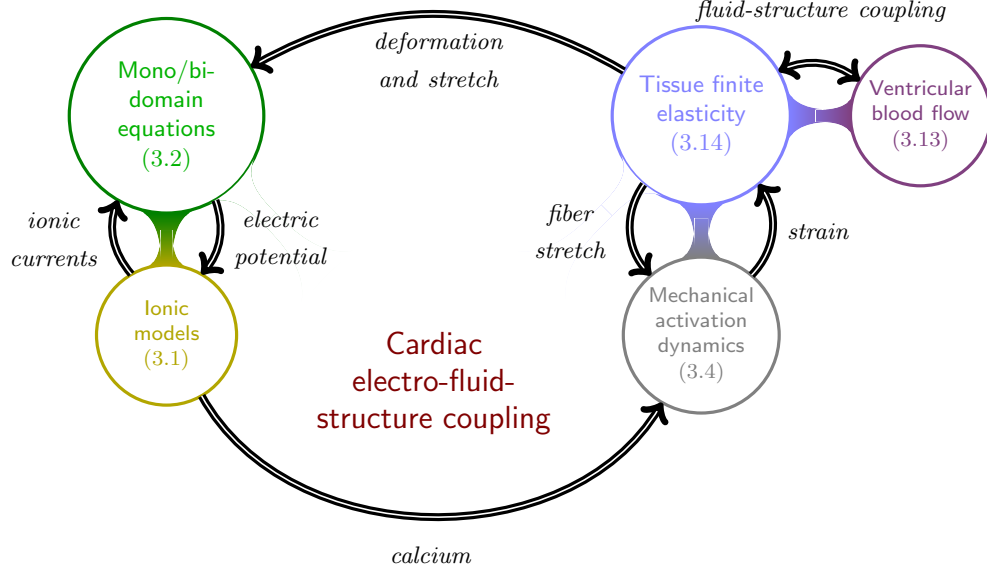 fluid-structure coupling
deformation
and stretch
Mono/bi-
domain
equations
(3.2)
Tissue finite
elasticity
(3.14)
Ventricular
blood flow
(3.13)
ionic
currents
electric
potential
fiber
stretch
strain
Ionic
models
(3.1)
Mechanical
activation
dynamics
(3.4)
Cardiac
electro-fluid-
structure coupling
calcium